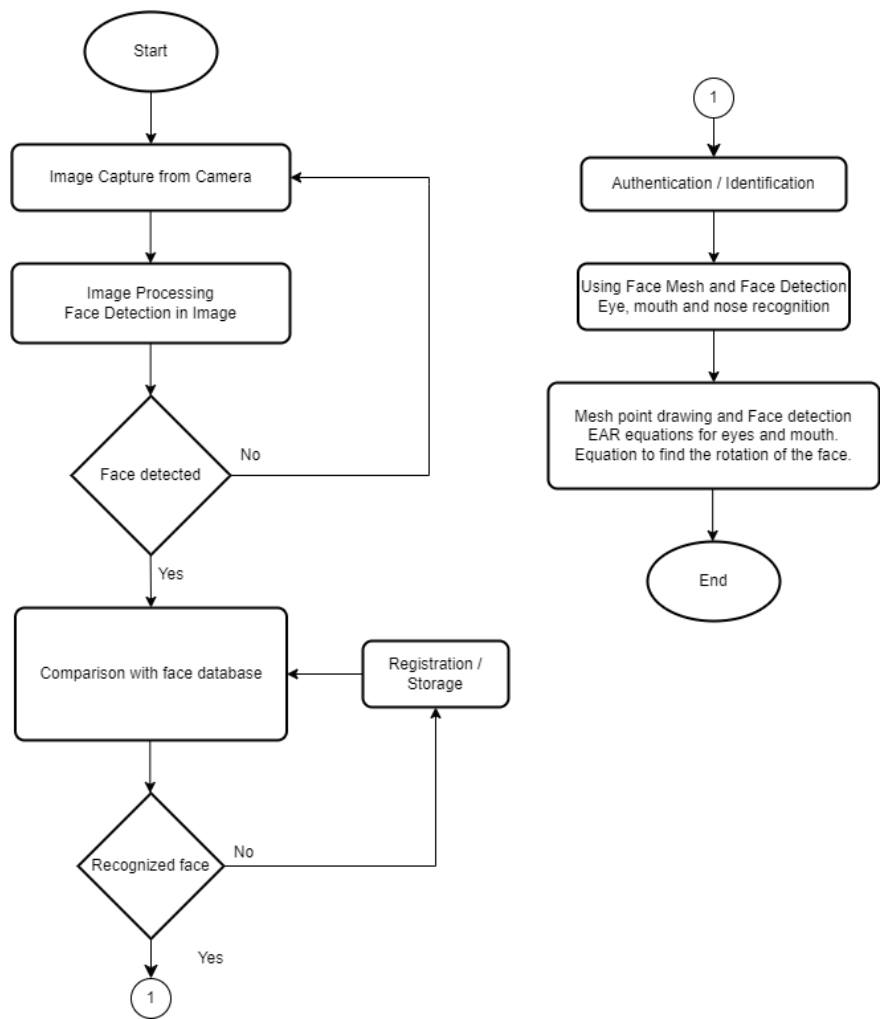 Start
Image Capture from Camera
Image Processing
Face Detection in Image
Face detected
No
Yes
Comparison with face database
Registration /
Storage
Recognized face
No
Yes
1
1
Authentication / Identification
Using Face Mesh and Face Detection
Eye, mouth and nose recognition
Mesh point drawing and Face detection
EAR equations for eyes and mouth.
Equation to find the rotation of the face.
End